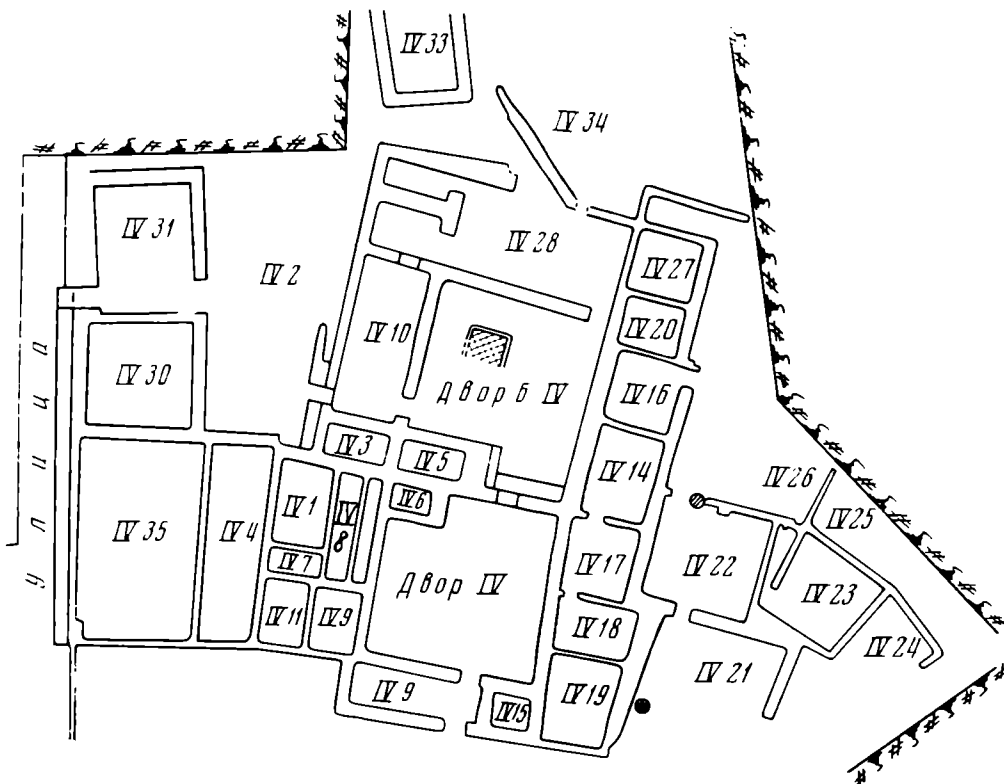 IV 33
IV 34
IV 31
IV 2
IV 28
IV 27
IV 10
IV 20
IV 30
Двор б IV
IV 16
IV 3
IV 5
IV 14
IV 1
IV 8
IV 6
IV 26
IV 25
IV 35
IV 4
IV 7
Двор IV
IV 17
IV 22
IV 23
IV 11
IV 9
IV 18
IV 24
IV 9
IV 15
IV 19
IV 21
Улица